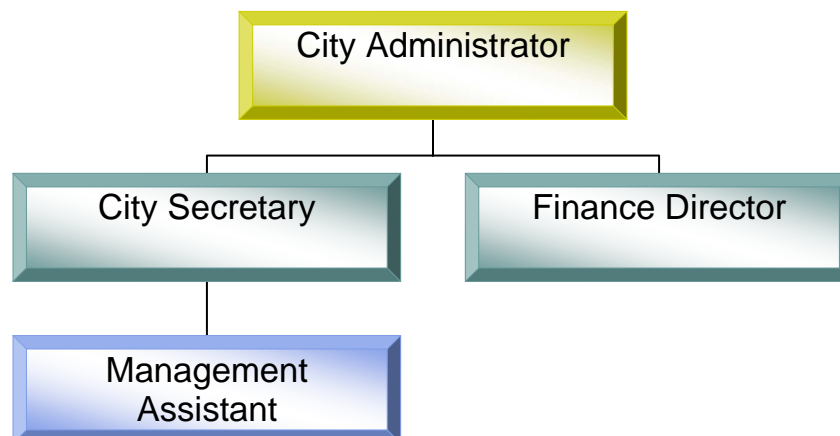 City Administrator
City Secretary
Finance Director
Management
Assistant